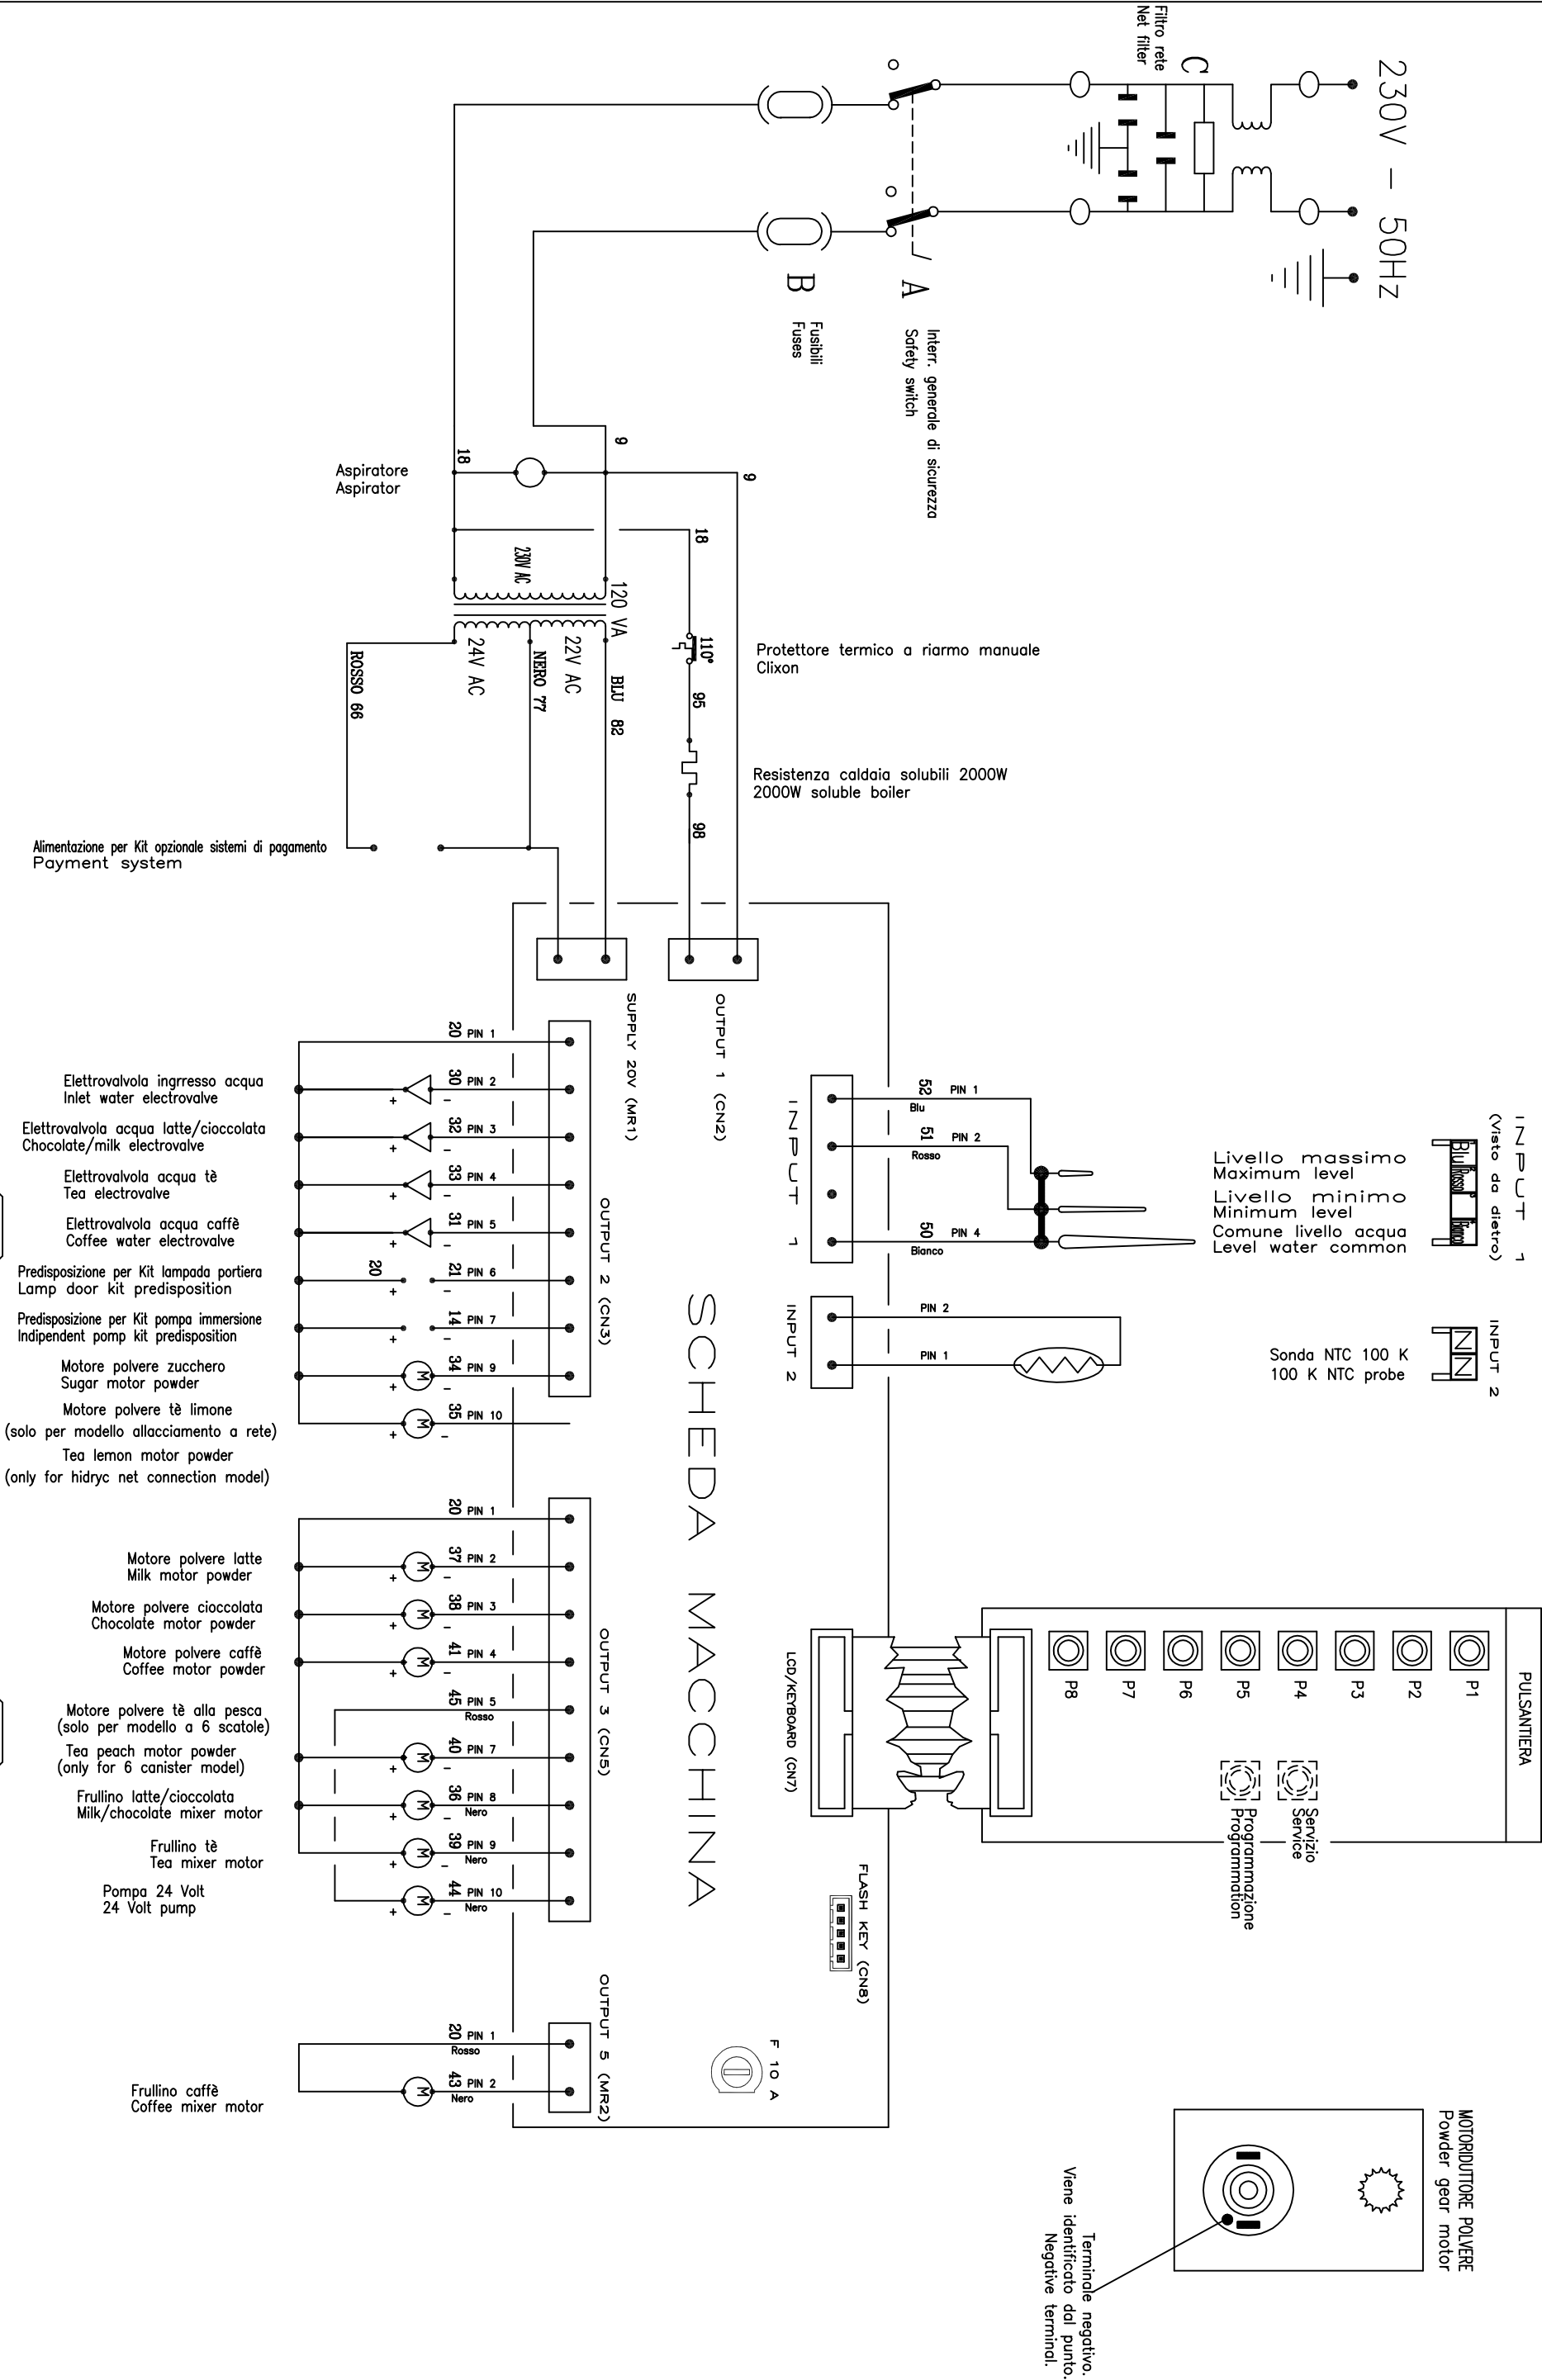 230V - 50Hz
Filtro rete
Net filter
C
A
Interr. generale di sicurezza
Safety switch
B
Fusibili
Fuses
9
9
18
18
Aspiratore
Aspirator
230V AC
120 VA
24V AC
22V AC
ROSSO 66
NERO 77
BLU 82
110°
95
98
Protettore termico a riarmo manuale
Clixon
Resistenza caldaia solubili 2000W
2000W soluble boiler
Alimentazione per Kit opzionale sistemi di pagamento
Payment system
SUPPLY 20V (MR1)
OUTPUT 1 (CN2)
SCHEDA MACCHINA
INPUT 1
52 PIN 1
Blu
51 PIN 2
Rosso
50 PIN 4
Bianco
Livello massimo
Maximum level
Livello minimo
Minimum level
Comune livello acqua
Level water common
INPUT 1
(Visto da dietro)
Blu
Rosso
Bianco
INPUT 2
PIN 2
PIN 1
Sonda NTC 100 K
100 K NTC probe
INPUT 2
N N
OUTPUT 2 (CN3)
20 PIN 1
30 PIN 2
+ -
Elettrovalvola ingrresso acqua
Inlet water electrovalve
32 PIN 3
+ -
Elettrovalvola acqua latte/cioccolata
Chocolate/milk electrovalve
33 PIN 4
+ -
Elettrovalvola acqua tè
Tea electrovalve
31 PIN 5
+ -
Elettrovalvola acqua caffè
Coffee water electrovalve
20
21 PIN 6
+ -
Predisposizione per Kit lampada portiera
Lamp door kit predisposition
14 PIN 7
+ -
Predisposizione per Kit pompa immersione
Indipendent pomp kit predisposition
34 PIN 9
M
+ -
Motore polvere zucchero
Sugar motor powder
35 PIN 10
M
+ -
Motore polvere tè limone
(solo per modello allacciamento a rete)
Tea lemon motor powder
(only for hidryc net connection model)
OUTPUT 3 (CN5)
20 PIN 1
37 PIN 2
M
+ -
Motore polvere latte
Milk motor powder
38 PIN 3
M
+ -
Motore polvere cioccolata
Chocolate motor powder
41 PIN 4
M
+ -
Motore polvere caffè
Coffee motor powder
45 PIN 5
Rosso
Motore polvere tè alla pesca
(solo per modello a 6 scatole)
Tea peach motor powder
(only for 6 canister model)
40 PIN 7
M
+ -
36 PIN 8
Nero
M
+ -
Frullino latte/cioccolata
Milk/chocolate mixer motor
39 PIN 9
Nero
M
+ -
Frullino tè
Tea mixer motor
44 PIN 10
Nero
M
+ -
Pompa 24 Volt
24 Volt pump
OUTPUT 5 (MR2)
20 PIN 1
Rosso
43 PIN 2
Nero
M
Frullino caffè
Coffee mixer motor
LCD/KEYBOARD (CN7)
PULSANTIERA
P1
P2
P3
P4
P5
P6
P7
P8
Servizio
Service
Programmazione
Programmation
FLASH KEY (CN8)
F 10 A
MOTORIDUTTORE POLVERE
Powder gear motor
Terminale negativo.
Viene identificato dal punto.
Negative terminal.